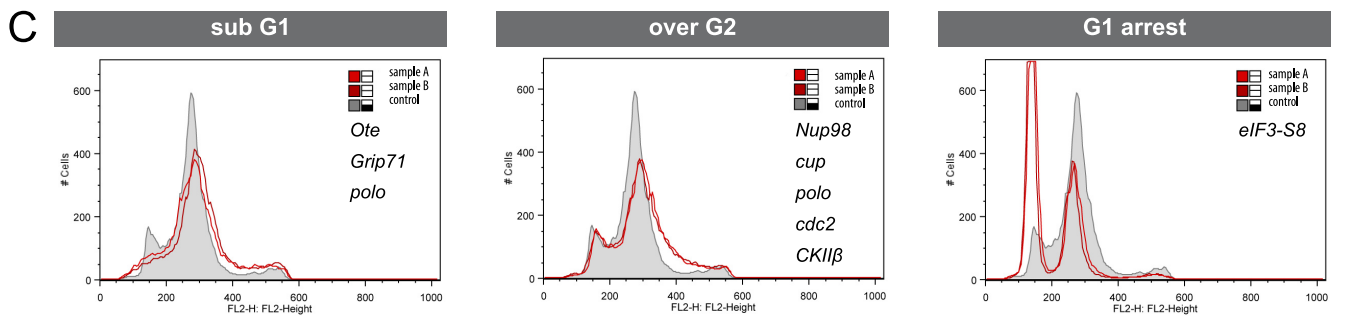 C
sub G1
sample A
sample B
control
Ote
Grip71
polo
# Cells
600
400
200
0
0 200 400 600 800 1000
FL2-H: FL2-Height
over G2
sample A
sample B
control
Nup98
cup
polo
cdc2
CKIIβ
# Cells
600
400
200
0
0 200 400 600 800 1000
FL2-H: FL2-Height
G1 arrest
sample A
sample B
control
eIF3-S8
# Cells
600
400
200
0
0 200 400 600 800 1000
FL2-H: FL2-Height